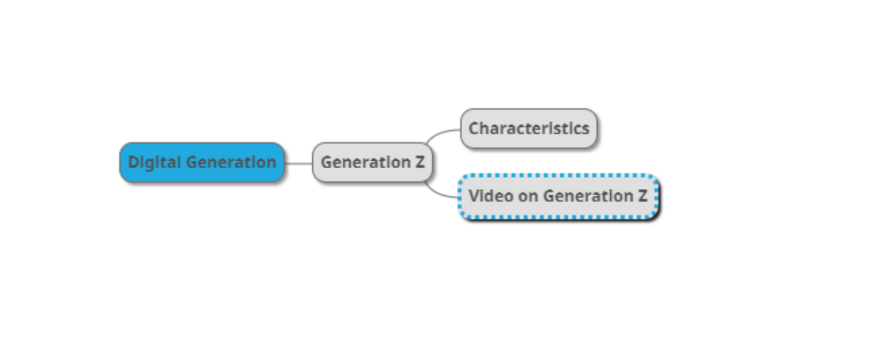 Digital Generation
Generation Z
Characteristics
Video on Generation Z